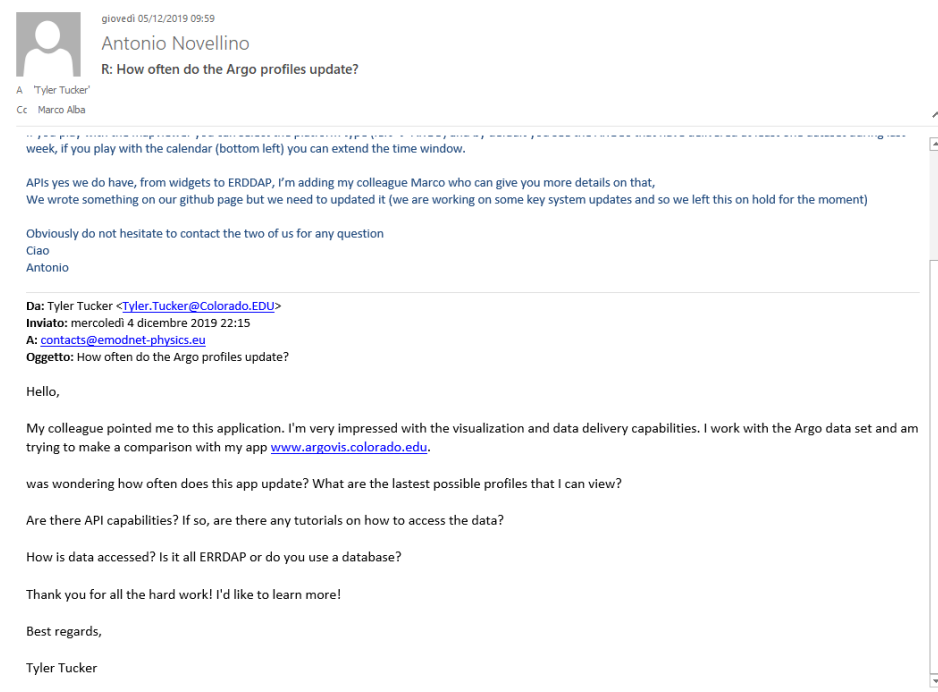 giovedì 05/12/2019 09:59
Antonio Novellino
R: How often do the Argo profiles update?
A 'Tyler Tucker'
Cc Marco Alba
week, if you play with the calendar (bottom left) you can extend the time window.
APIs yes we do have, from widgets to ERDDAP, I'm adding my colleague Marco who can give you more details on that,
We wrote something on our github page but we need to updated it (we are working on some key system updates and so we left this on hold for the moment)
Obviously do not hesitate to contact the two of us for any question
Ciao
Antonio
Da: Tyler Tucker <Tyler.Tucker@Colorado.EDU>
Inviato: mercoledì 4 dicembre 2019 22:15
A: contacts@emodnet-physics.eu
Oggetto: How often do the Argo profiles update?
Hello,
My colleague pointed me to this application. I'm very impressed with the visualization and data delivery capabilities. I work with the Argo data set and am
trying to make a comparison with my app www.argovis.colorado.edu.
was wondering how often does this app update? What are the lastest possible profiles that I can view?
Are there API capabilities? If so, are there any tutorials on how to access the data?
How is data accessed? Is it all ERRDAP or do you use a database?
Thank you for all the hard work! I'd like to learn more!
Best regards,
Tyler Tucker